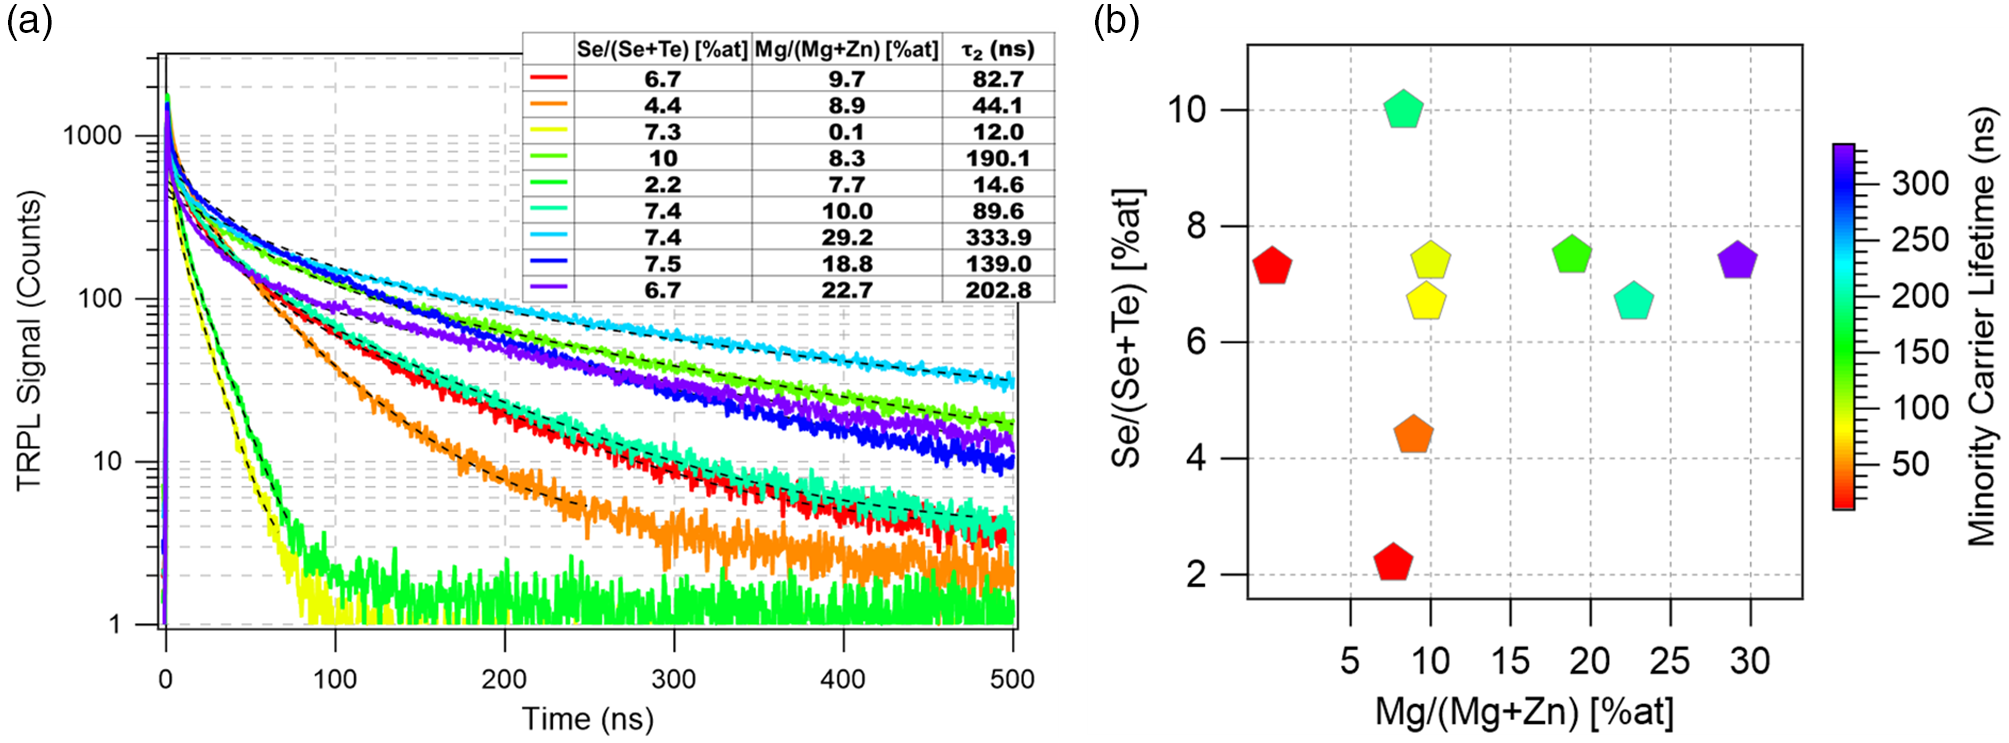 (a)
Se/(Se+Te) [%at] Mg/(Mg+Zn) [%at] τ2 (ns)
6.7 9.7 82.7
4.4 8.9 44.1
7.3 0.1 12.0
10 8.3 190.1
2.2 7.7 14.6
7.4 10.0 89.6
7.4 29.2 333.9
7.5 18.8 139.0
6.7 22.7 202.8
TRPL Signal (Counts)
1000
100
10
1
0 100 200 300 400 500
Time (ns)
(b)
Se/(Se+Te) [%at]
10
8
6
4
2
5 10 15 20 25 30
Mg/(Mg+Zn) [%at]
300
250
200
150
100
50
Minority Carrier Lifetime (ns)